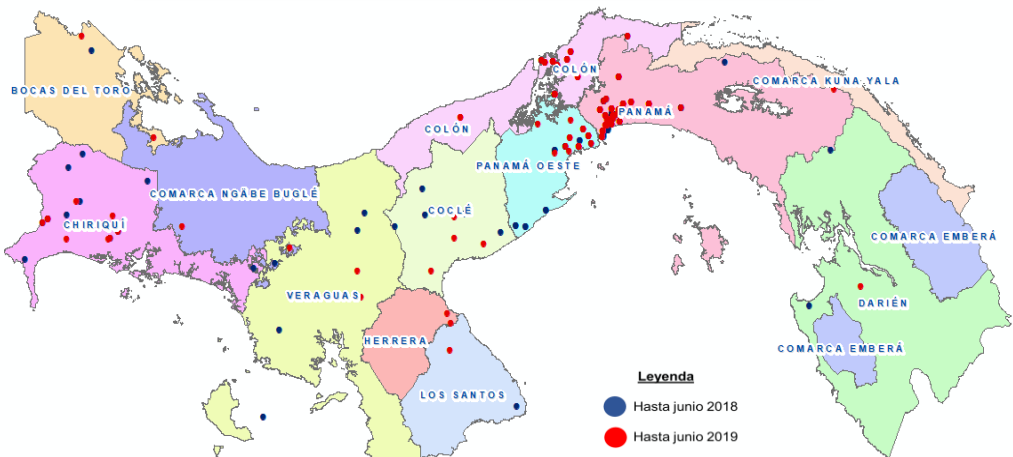 COLÓN
COMARCA KUNA YALA
BOCAS DEL TORO
PANAMÁ
COLÓN
PANAMÁ OESTE
COMARCA NGÄBE BUGLÉ
COCLÉ
CHIRIQUÍ
COMARCA EMBERÁ
VERAGUAS
DARIÉN
HERRERA
COMARCA EMBERÁ
LOS SANTOS
Leyenda
Hasta junio 2018
Hasta junio 2019